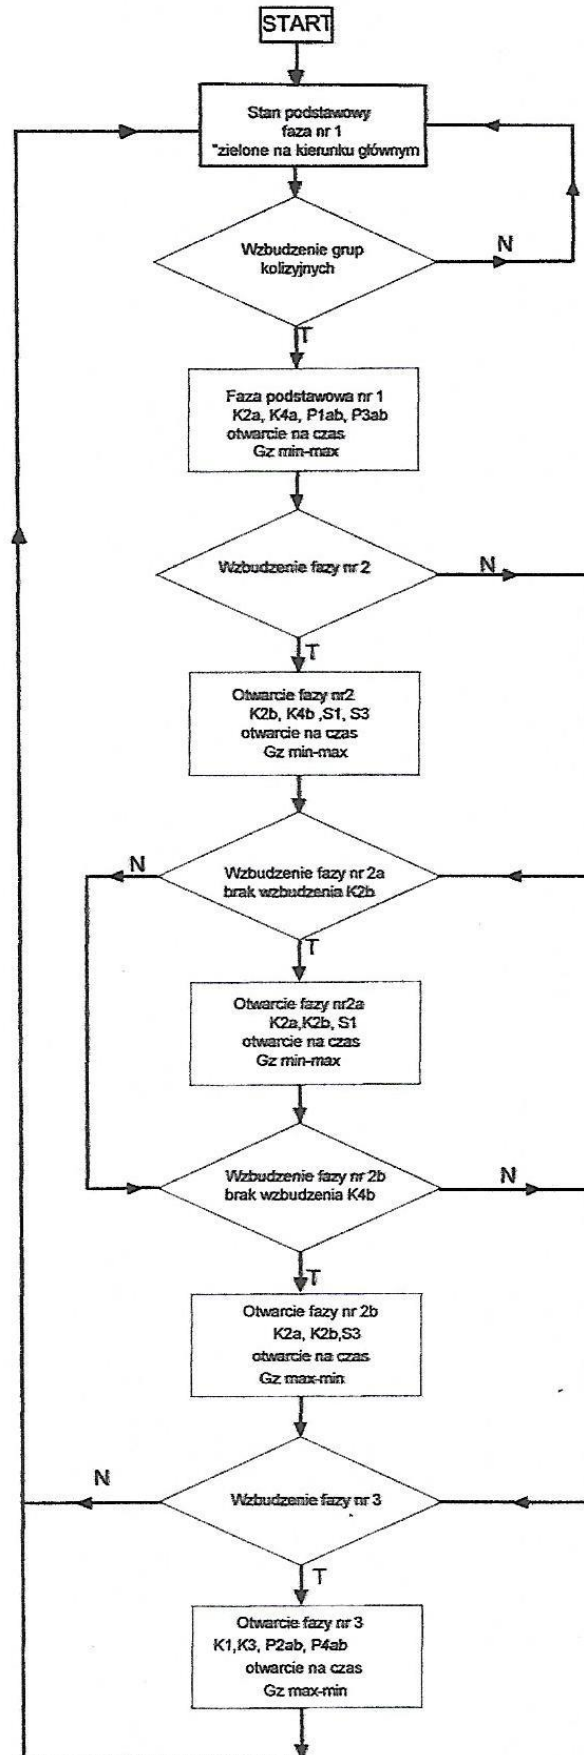 START
Stan podstawowy
faza nr 1
"zielone na kierunku głównym
Wzbudzenie grup
kolizyjnych
N
T
Faza podstawowa nr 1
K2a, K4a, P1ab, P3ab
otwarcie na czas
Gz min-max
Wzbudzenie fazy nr 2
N
T
Otwarcie fazy nr2
K2b, K4b ,S1, S3
otwarcie na czas
Gz min-max
N
Wzbudzenie fazy nr 2a
brak wzbudzenia K2b
T
Otwarcie fazy nr2a
K2a,K2b, S1
otwarcie na czas
Gz min-max
Wzbudzenie fazy nr 2b
brak wzbudzenia K4b
N
T
Otwarcie fazy nr 2b
K2a, K2b,S3
otwarcie na czas
Gz max-min
N
Wzbudzenie fazy nr 3
T
Otwarcie fazy nr 3
K1,K3, P2ab, P4ab
otwarcie na czas
Gz max-min